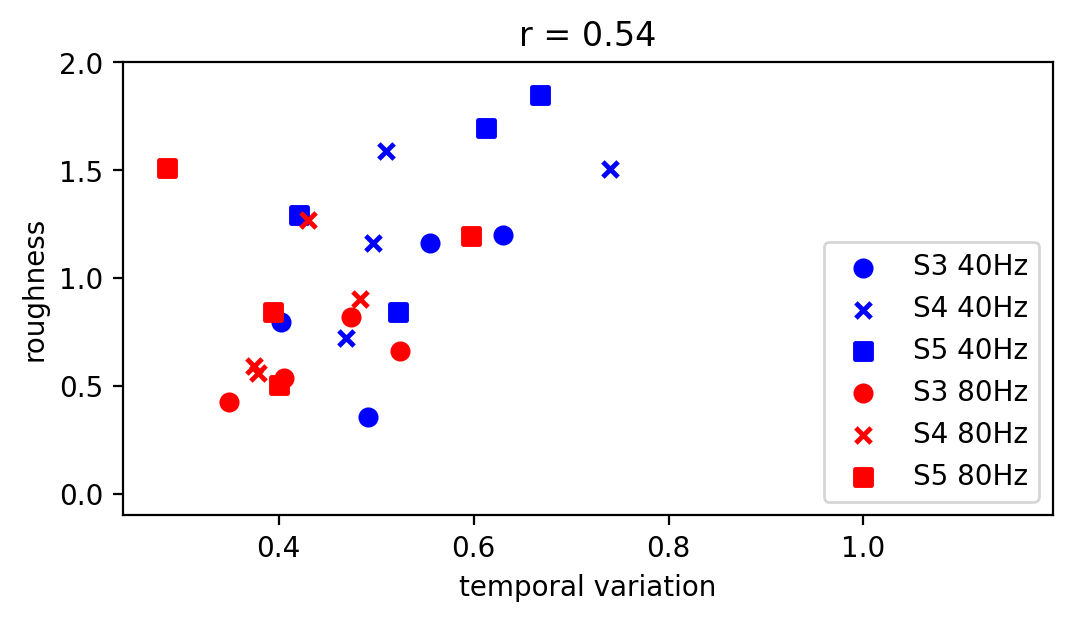 r = 0.54
2.0
1.5
1.0
0.5
0.0
roughness
S3 40Hz
S4 40Hz
S5 40Hz
S3 80Hz
S4 80Hz
S5 80Hz
0.4 0.6 0.8 1.0
temporal variation